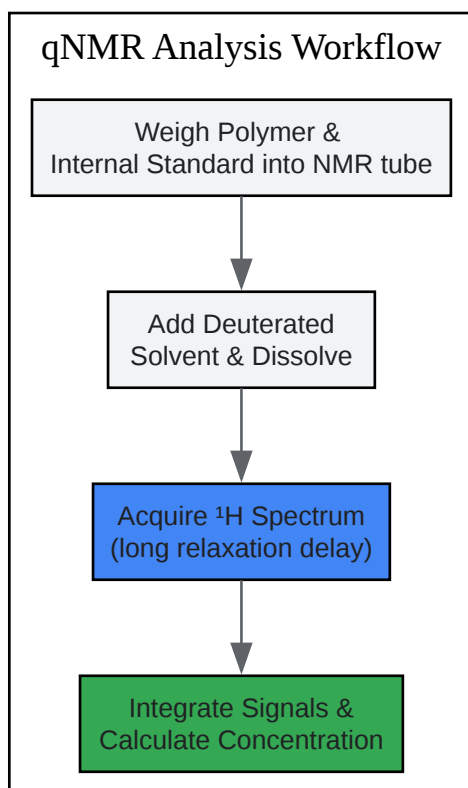 qNMR Analysis Workflow
Weigh Polymer &
Internal Standard into NMR tube
Add Deuterated
Solvent & Dissolve
Acquire ¹H Spectrum
(long relaxation delay)
Integrate Signals &
Calculate Concentration